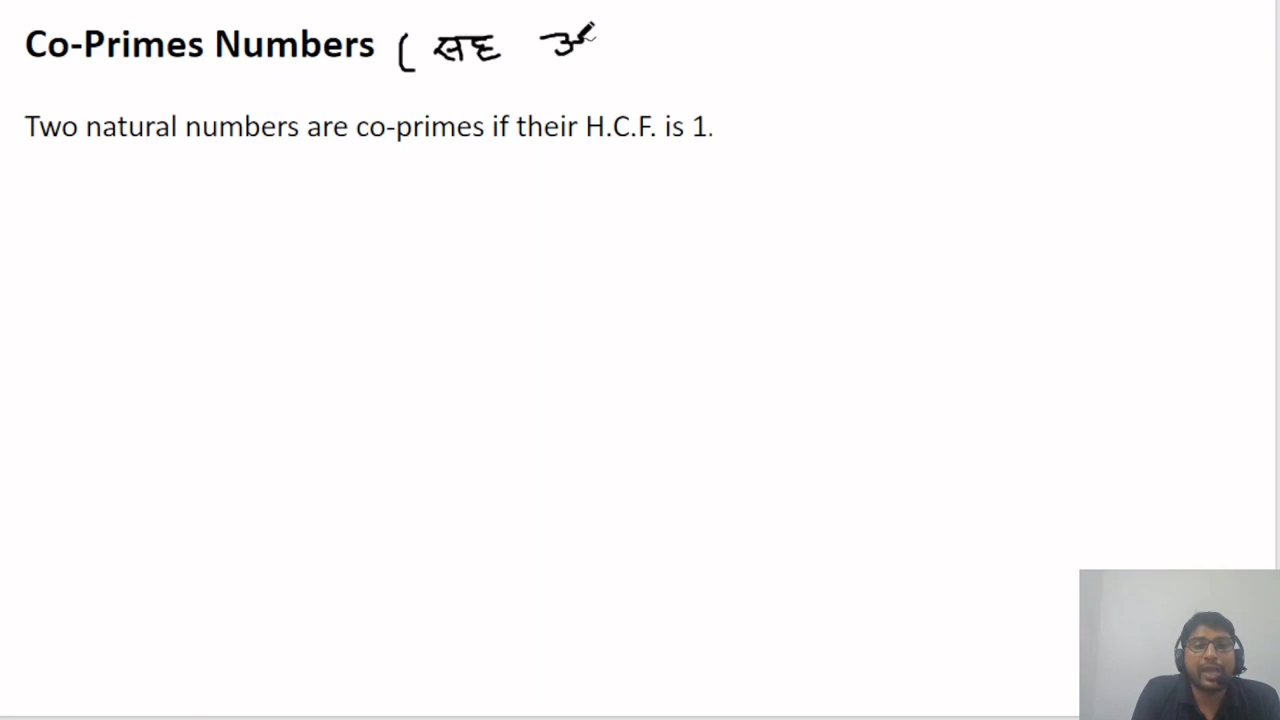 Co-Primes Numbers ( सह
Two natural numbers are co-primes if their H.C.F. is 1.